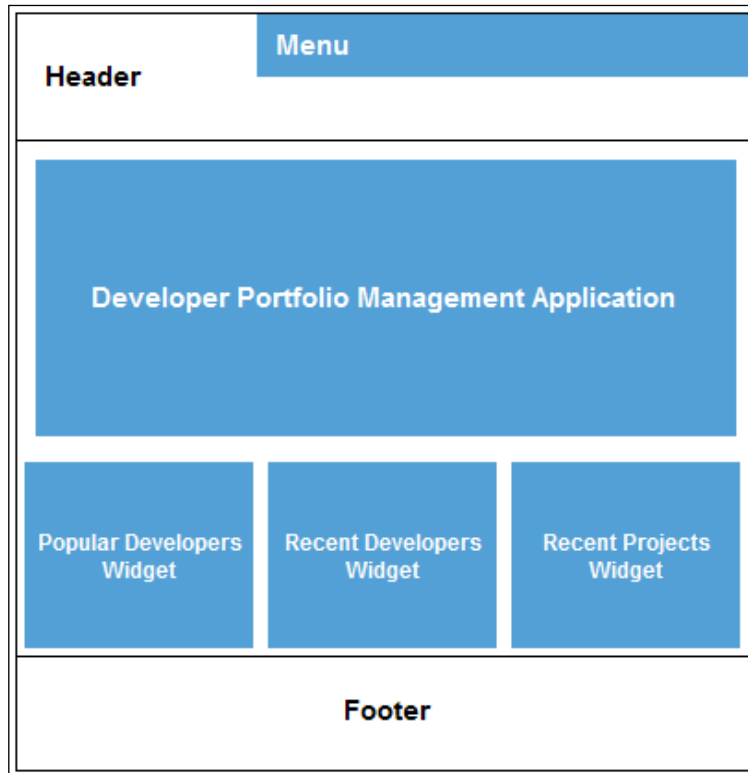 Menu
Header
Developer Portfolio Management Application
Popular Developers
Widget
Recent Developers
Widget
Recent Projects
Widget
Footer